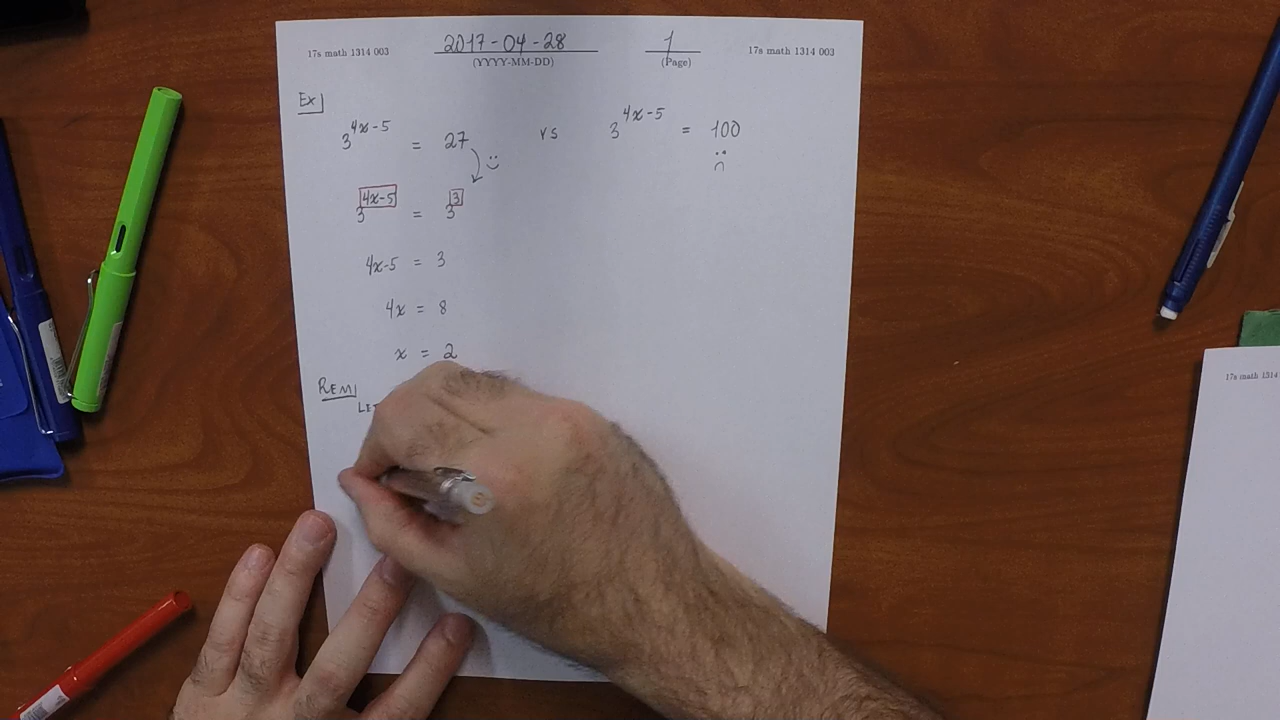 17s math 1314 003 2017-04-28 1 17s math 1314 003
(YYYY-MM-DD) (Page)
Ex
3^{4x-5} = 27 vs 3^{4x-5} = 100
3^{4x-5} = 3^{3}
4x-5 = 3
4x = 8
x = 2
REM
LE
17s math 1314